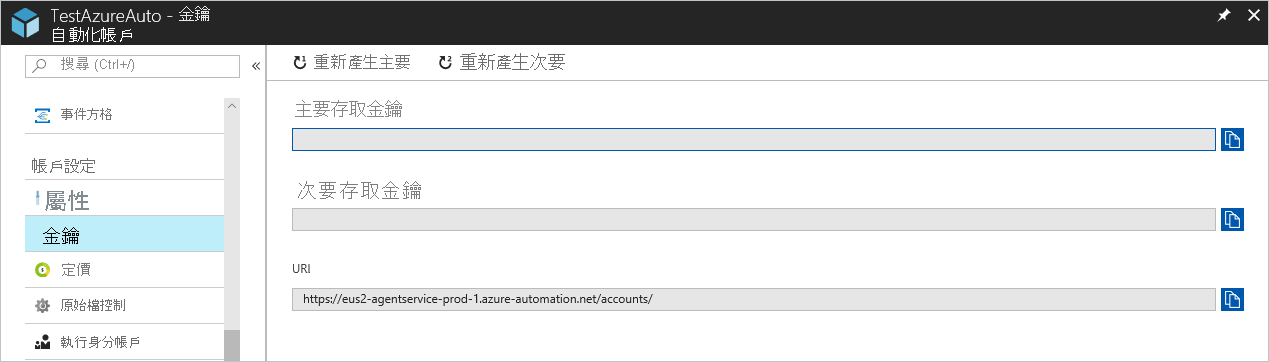 TestAzureAuto - 金鑰
自動化帳戶
搜尋 (Ctrl+/)
«
事件方格
帳戶設定
屬性
金鑰
定價
原始檔控制
執行身分帳戶
重新產生主要
重新產生次要
主要存取金鑰
次要存取金鑰
URI
https://eus2-agentservice-prod-1.azure-automation.net/accounts/